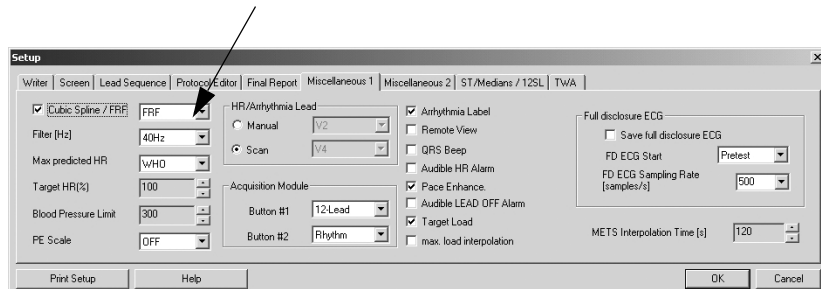 Setup
x
Writer Screen Lead Sequence Protocol Editor Final Report Miscellaneous 1 Miscellaneous 2 ST/Medians / 12SL TWA
Cubic Spline / FRF FRF
Filter [Hz] 40Hz
Max predicted HR WHO
Target HR(%) 100
Blood Pressure Limit 300
PE Scale OFF
HR/Arrhythmia Lead
Manual V2
Scan V4
Acquisition Module
Button #1 12-Lead
Button #2 Rhythm
Arrhythmia Label
Remote View
QRS Beep
Audible HR Alarm
Pace Enhance.
Audible LEAD OFF Alarm
Target Load
max. load interpolation
Full disclosure ECG
Save full disclosure ECG
FD ECG Start Pretest
FD ECG Sampling Rate
[samples/s] 500
METS Interpolation Time [s] 120
Print Setup Help OK Cancel